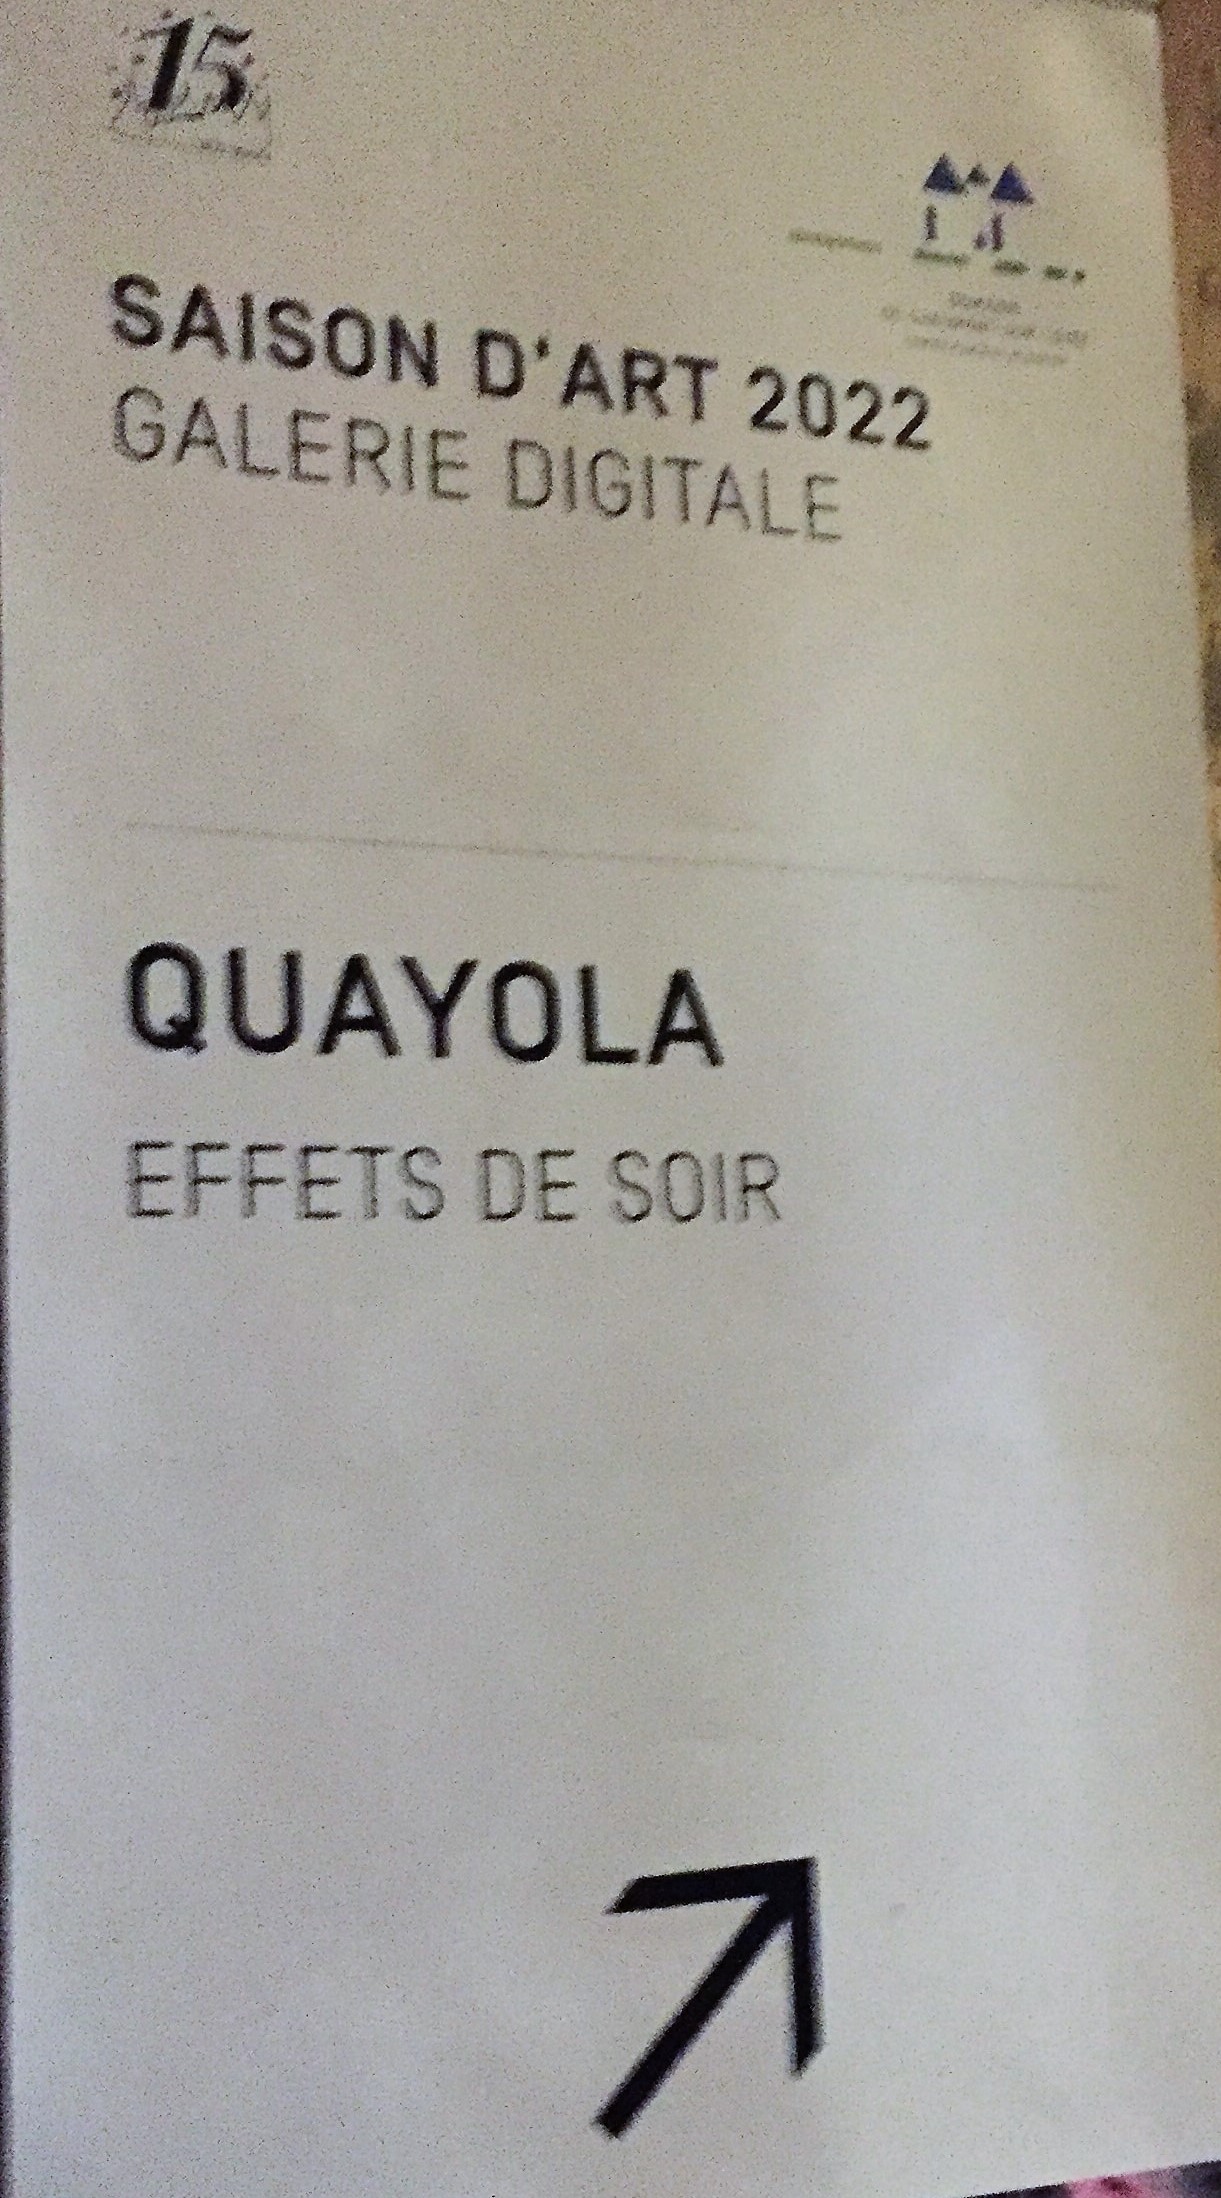 15
SAISON D'ART 2022
GALERIE DIGITALE
QUAYOLA
EFFETS DE SOIR